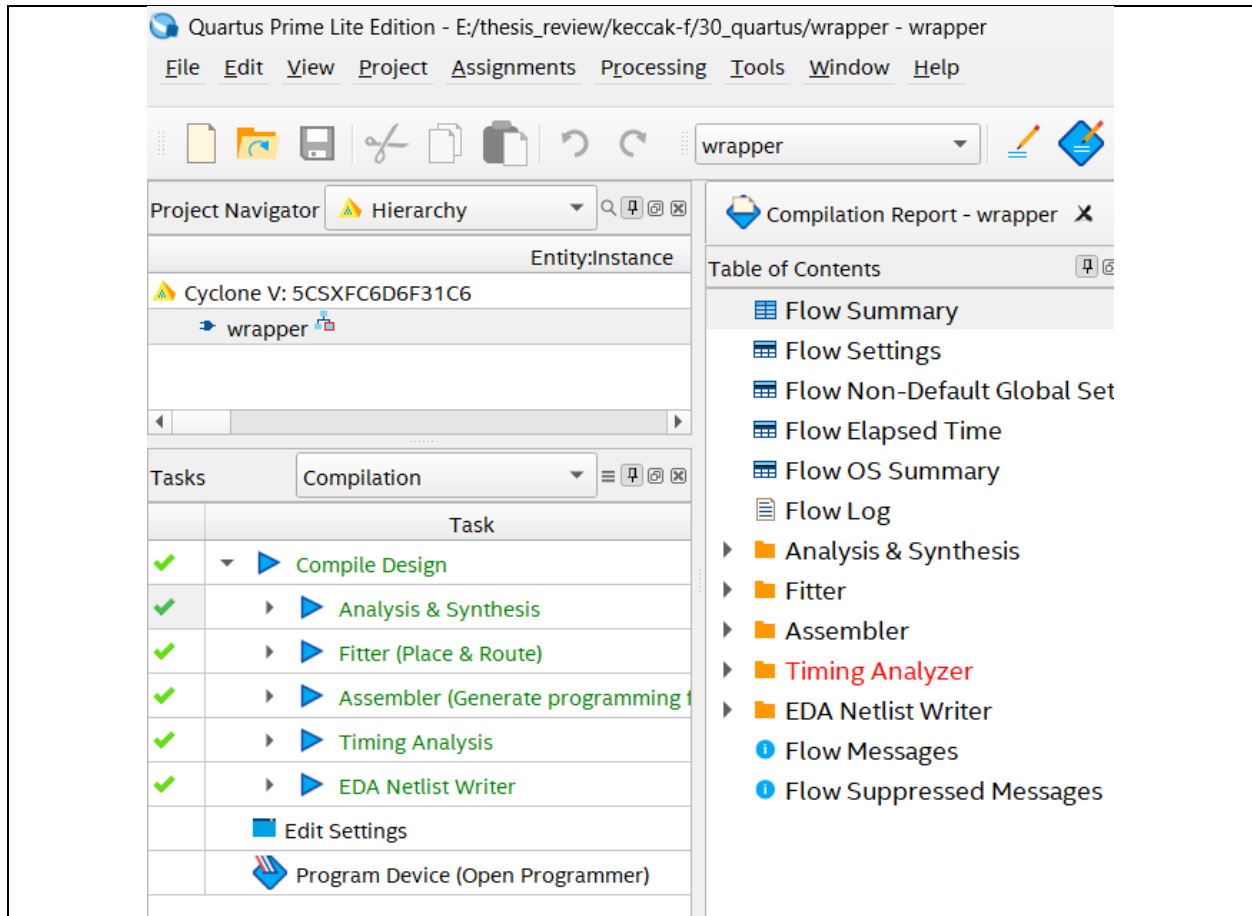 Quartus Prime Lite Edition - E:/thesis_review/keccak-f/30_quartus/wrapper - wrapper
File Edit View Project Assignments Processing Tools Window Help
wrapper
Project Navigator Hierarchy
Entity:Instance
Cyclone V: 5CSXFC6D6F31C6
wrapper
Tasks Compilation
Task
Compile Design
Analysis & Synthesis
Fitter (Place & Route)
Assembler (Generate programming f
Timing Analysis
EDA Netlist Writer
Edit Settings
Program Device (Open Programmer)
Compilation Report - wrapper
Table of Contents
Flow Summary
Flow Settings
Flow Non-Default Global Set
Flow Elapsed Time
Flow OS Summary
Flow Log
Analysis & Synthesis
Fitter
Assembler
Timing Analyzer
EDA Netlist Writer
Flow Messages
Flow Suppressed Messages